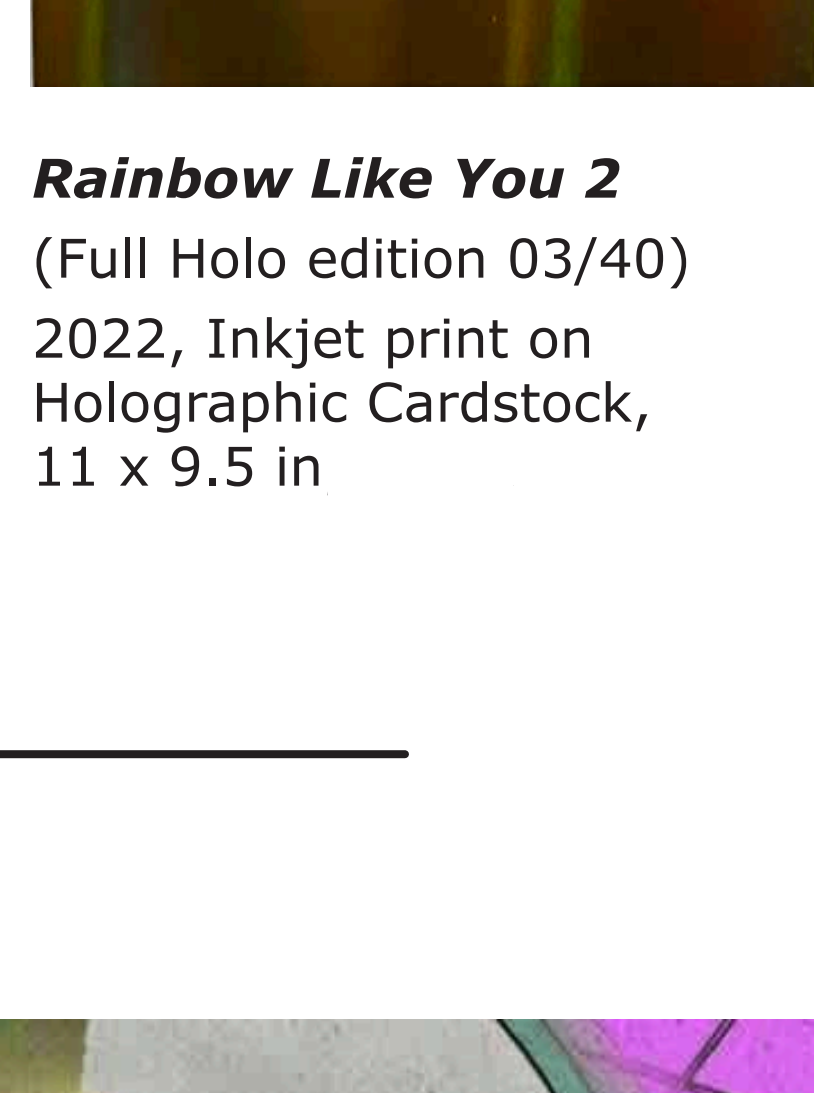 Rainbow Like You 2
(Full Holo edition 03/40)
2022, Inkjet print on
Holographic Cardstock,
11 x 9.5 in